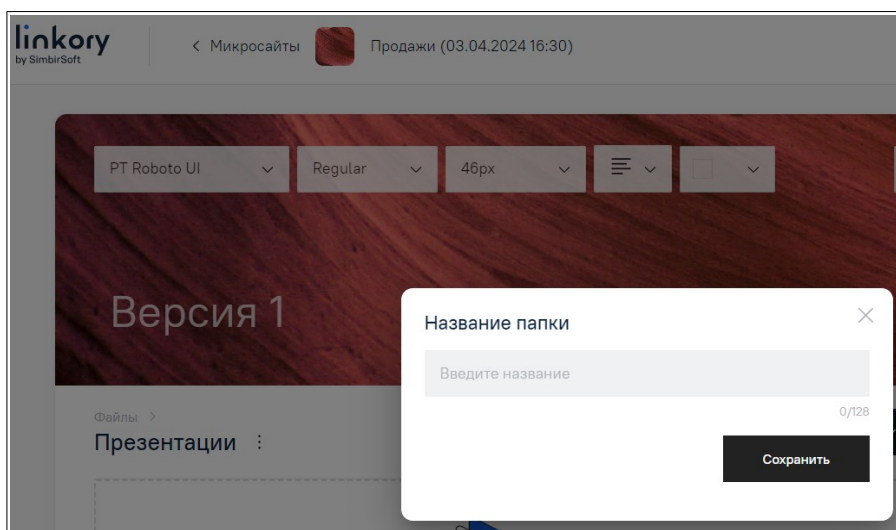 linkory
by SimbirSoft
Микросайты
Продажи (03.04.2024 16:30)
PT Roboto UI
Regular
46px
Версия 1
Название папки
Введите название
0/128
Сохранить
Файлы >
Презентации